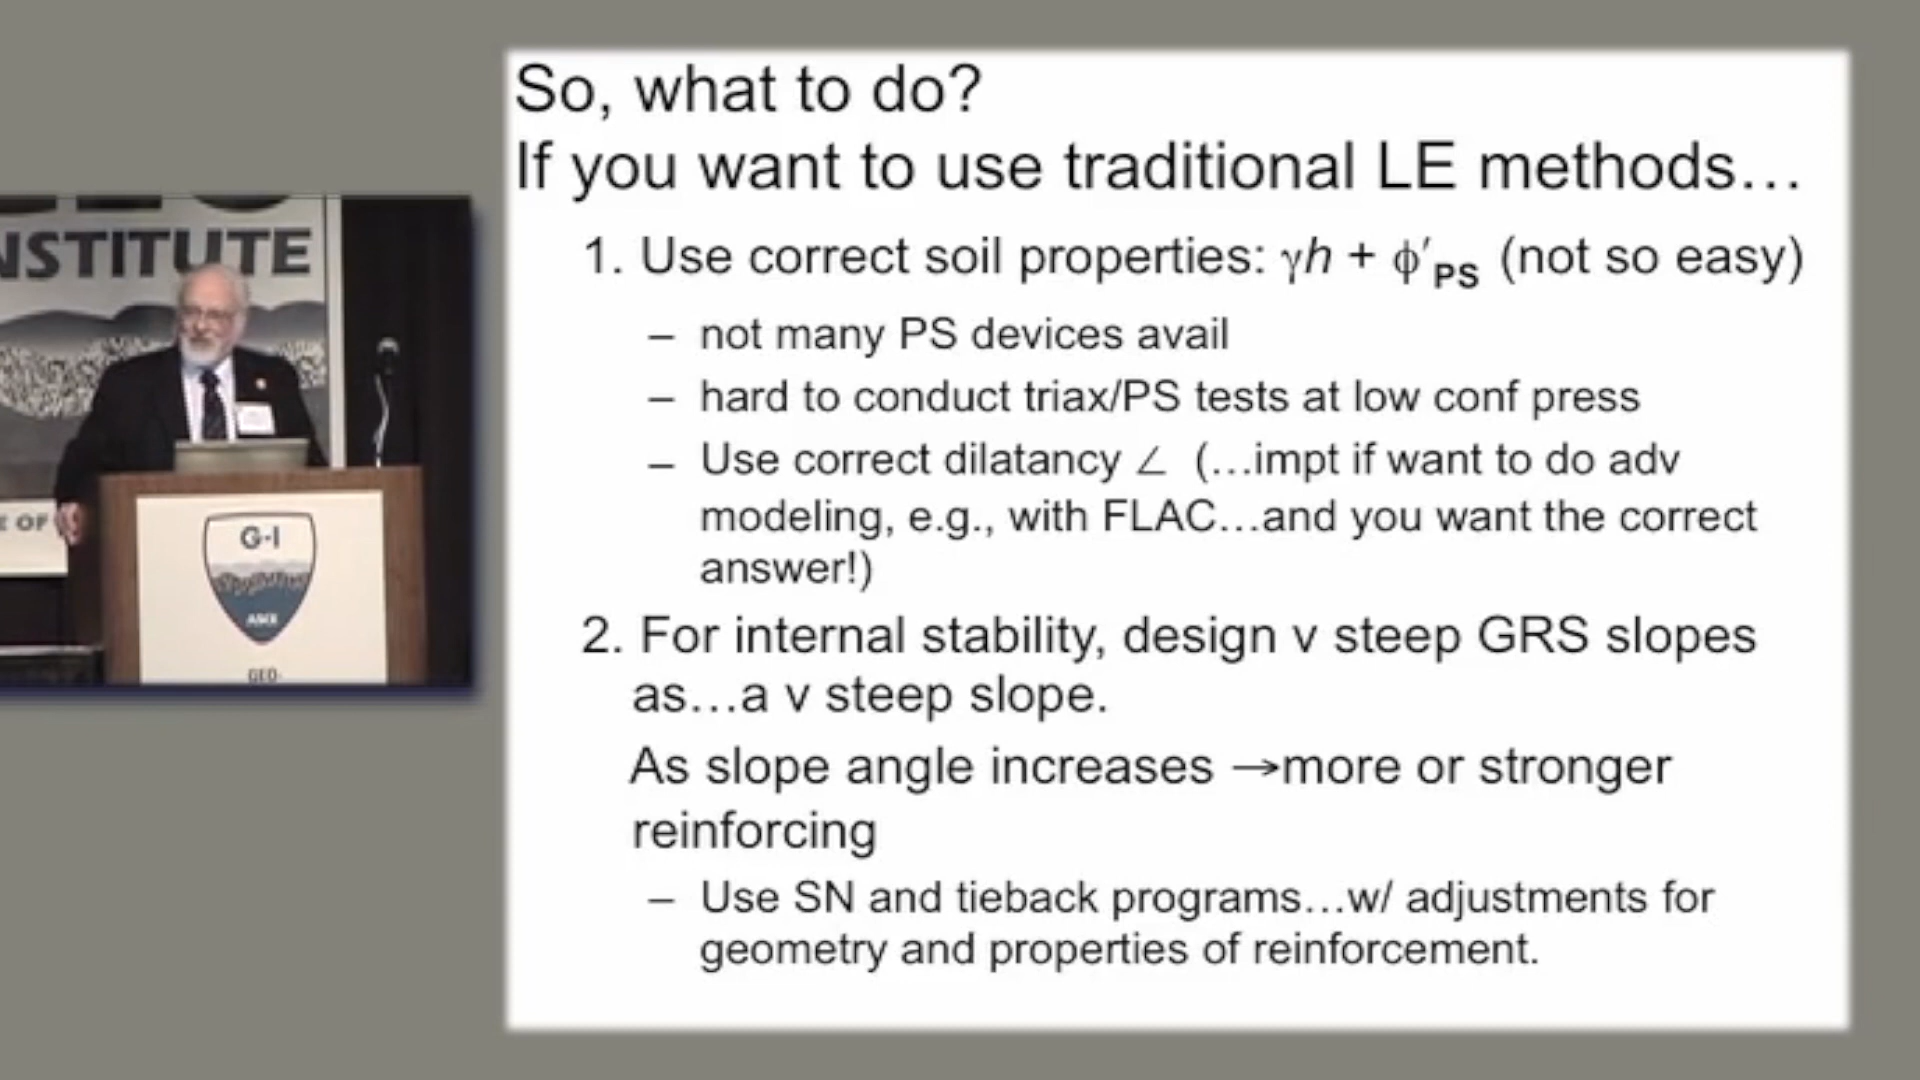 So, what to do?
If you want to use traditional LE methods…
1. Use correct soil properties: γh + ϕ′PS (not so easy)
– not many PS devices avail
– hard to conduct triax/PS tests at low conf press
– Use correct dilatancy ∠ (…impt if want to do adv
modeling, e.g., with FLAC…and you want the correct
answer!)
2. For internal stability, design v steep GRS slopes
as…a v steep slope.
As slope angle increases →more or stronger
reinforcing
– Use SN and tieback programs…w/ adjustments for
geometry and properties of reinforcement.
NSTITUTE
E OF
G-I
ASCE
GEO-